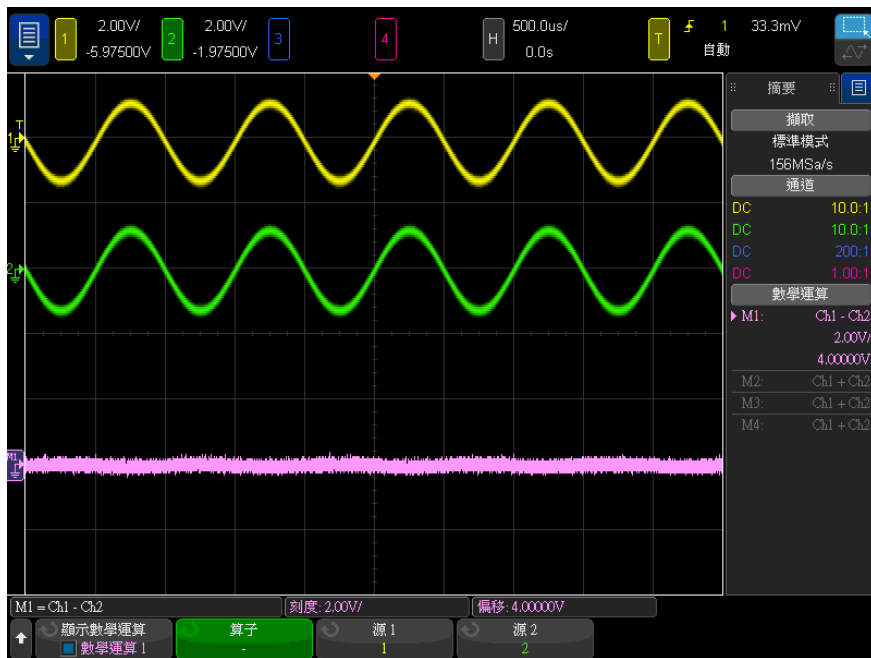 1 2.00V/ -5.97500V
2 2.00V/ -1.97500V
3
4
H 500.0us/ 0.0s
T 1 33.3mV 自動
摘要
擷取
標準模式
156MSa/s
通道
DC 10.0:1
DC 10.0:1
DC 200:1
DC 1.00:1
數學運算
M1: Ch1 - Ch2
2.00V/
4.00000V
M2: Ch1 + Ch2
M3: Ch1 + Ch2
M4: Ch1 + Ch2
T
1
2
M1
M1 = Ch1 - Ch2 刻度: 2.00V/ 偏移: 4.00000V
顯示數學運算 算子 源 1 源 2
數學運算 1 - 1 2